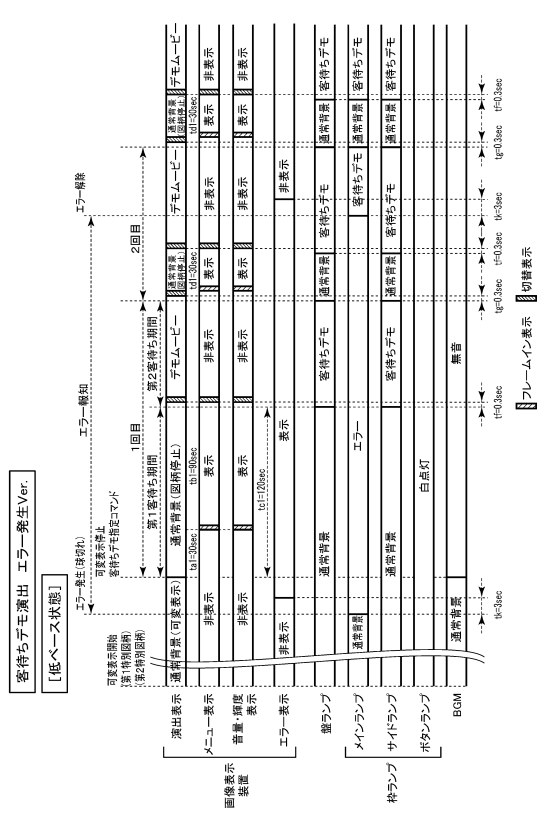 客待ちデモ演出 エラー発生Ver.
[低ベース状態]
エラー発生(球切れ)
エラー報知
エラー解除
可変表示開始
(第1特別図柄)
(第2特別図柄)
可変表示停止
客待ちデモ指定コマンド
1回目
2回目
第1客待ち期間
第2客待ち期間
画像表示装置
演出表示
通常背景(可変表示)
通常背景(図柄停止)
デモムービー
通常背景
(図柄停止)
デモムービー
通常背景
(図柄停止)
デモムービー
ta1=30sec
tb1=90sec
td1=30sec
td1=30sec
メニュー表示
非表示
表示
非表示
表示
非表示
表示
非表示
音量・輝度表示
非表示
表示
非表示
表示
非表示
表示
非表示
tc1=120sec
エラー表示
非表示
表示
非表示
盤ランプ
通常背景
客待ちデモ
通常背景
客待ちデモ
通常背景
客待ちデモ
枠ランプ
メインランプ
通常背景
エラー
客待ちデモ
通常背景
客待ちデモ
サイドランプ
通常背景
客待ちデモ
通常背景
客待ちデモ
通常背景
客待ちデモ
ボタンランプ
白点灯
BGM
通常背景
無音
tk=3sec
tf=0.3sec
tg=0.3sec
tf=0.3sec
tk=3sec
tg=0.3sec
tf=0.3sec
フレームイン表示
切替表示